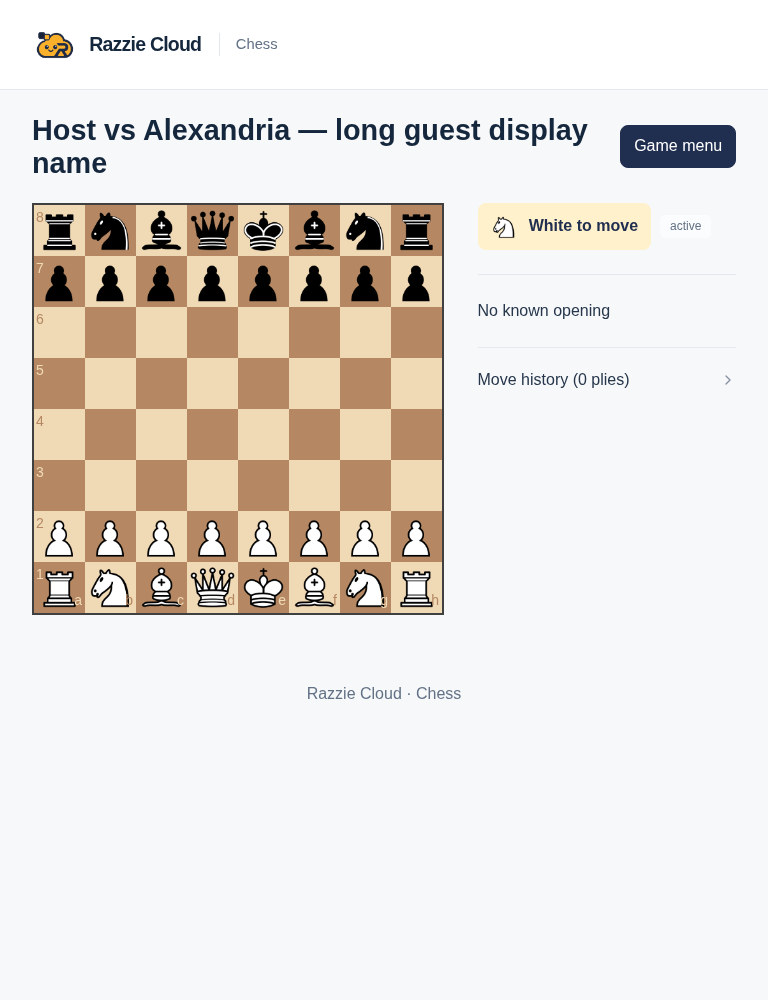 Razzie Cloud
Chess
Host vs Alexandria — long guest display
name
Game menu
White to move
active
No known opening
Move history (0 plies)
8
7
6
5
4
3
2
1
a b c d e f g h
Razzie Cloud · Chess